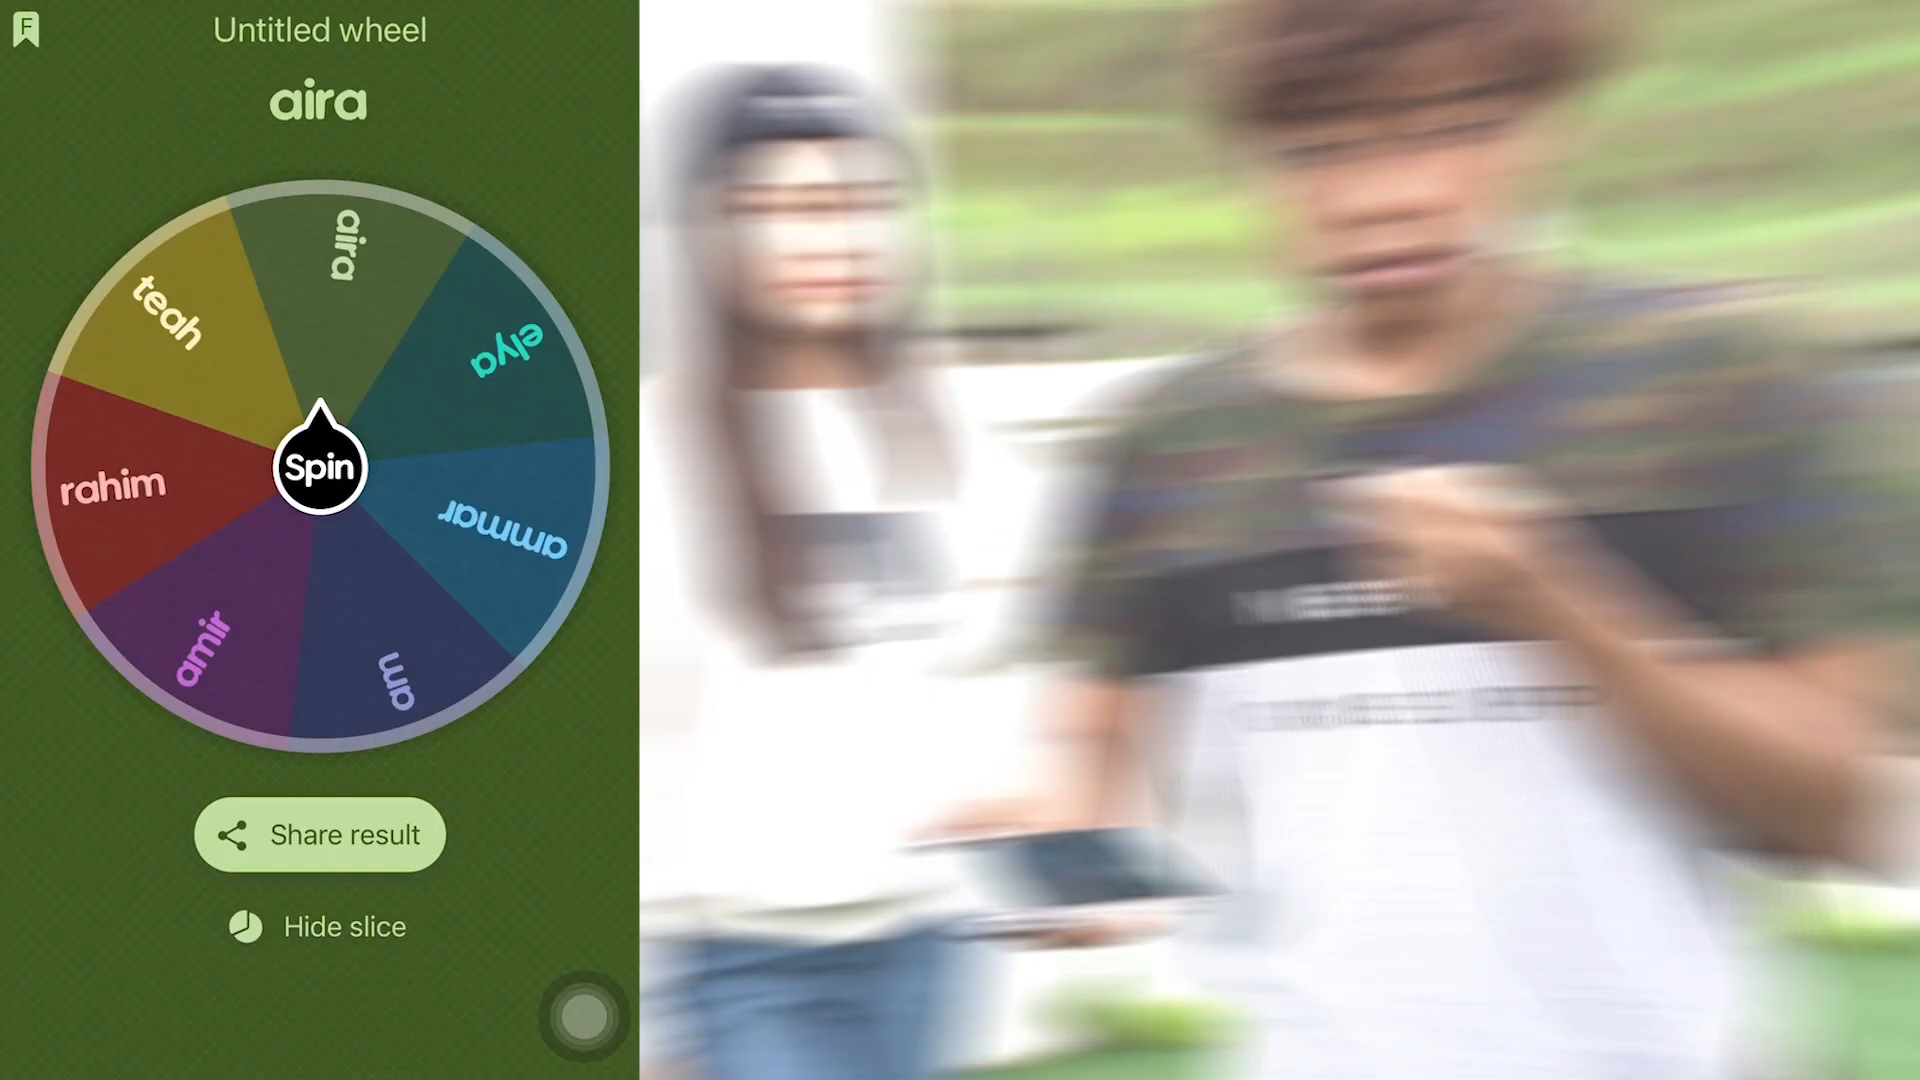 F
Untitled wheel
aira
aira
elya
ammar
am
amir
rahim
teah
Spin
Share result
Hide slice